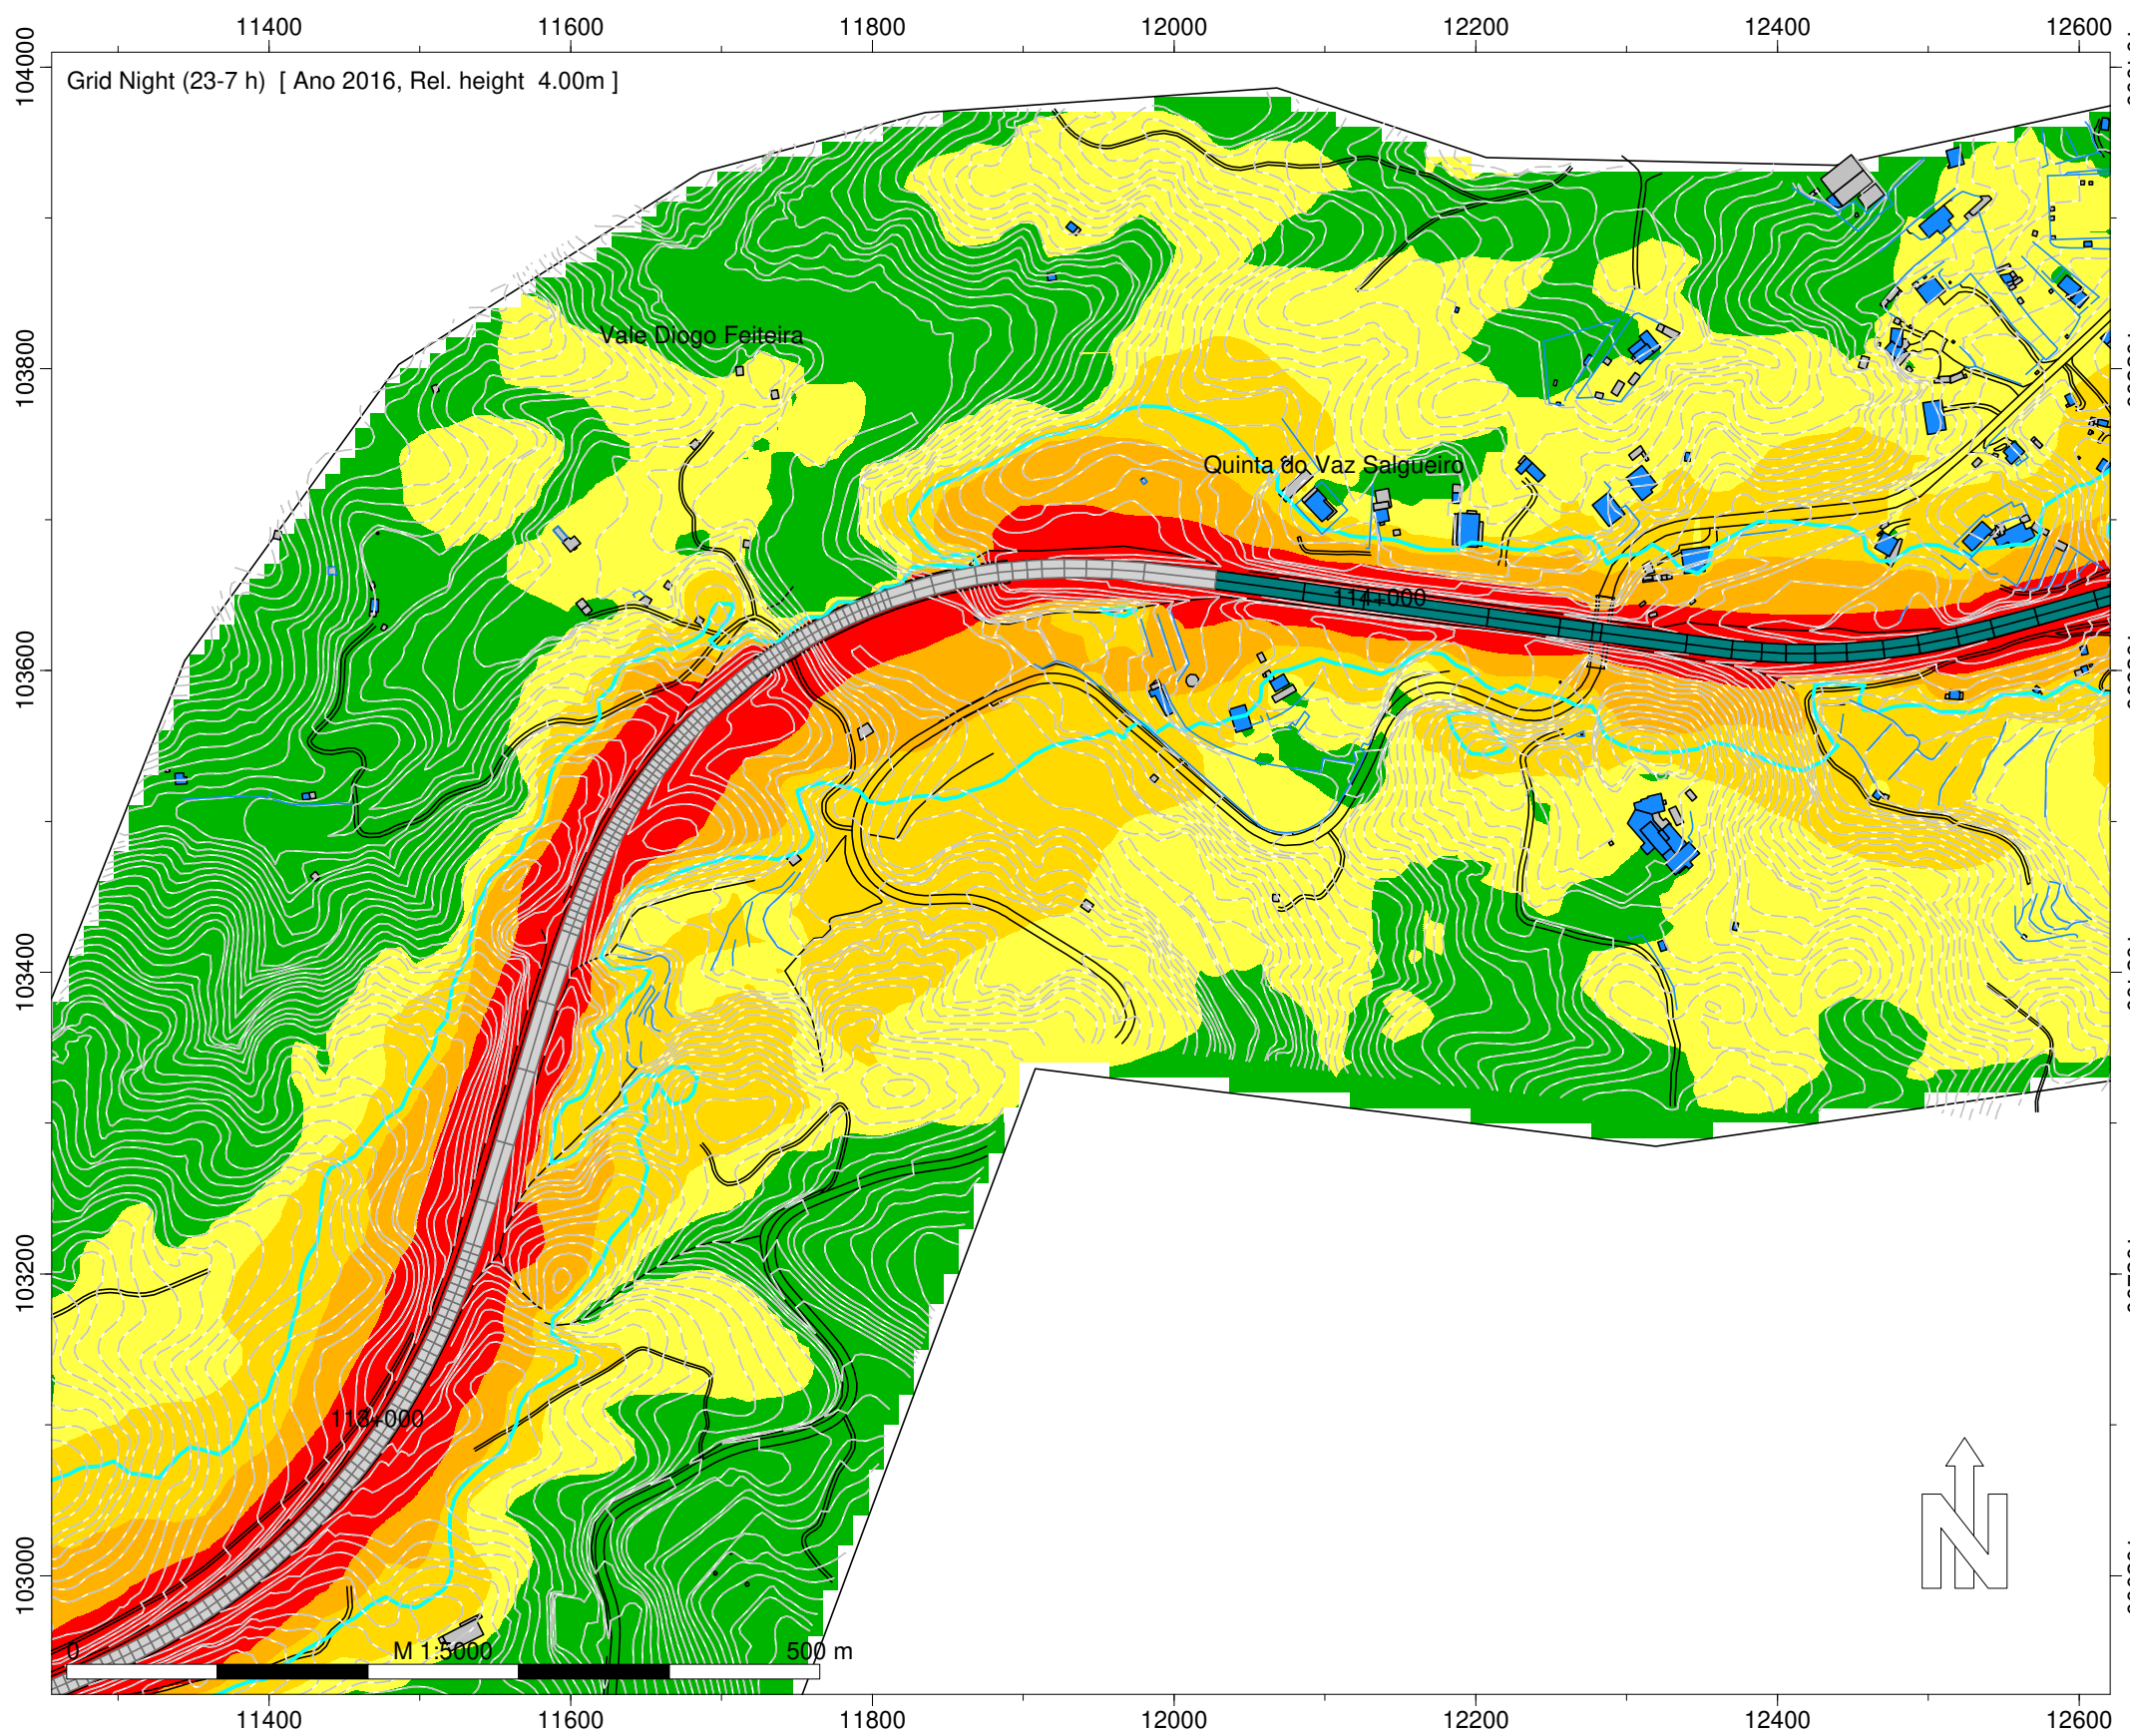 11400 11600 11800 12000 12200 12400 12600
104000
Grid Night (23-7 h) [ Ano 2016, Rel. height 4.00m ]
103800
Vale Diogo Feiteira
Quinta do Vaz Salgueiro
114+000
103600
103400
103200
113+000
103000
N
0 M 1:5000 500 m
11400 11600 11800 12000 12200 12400 12600